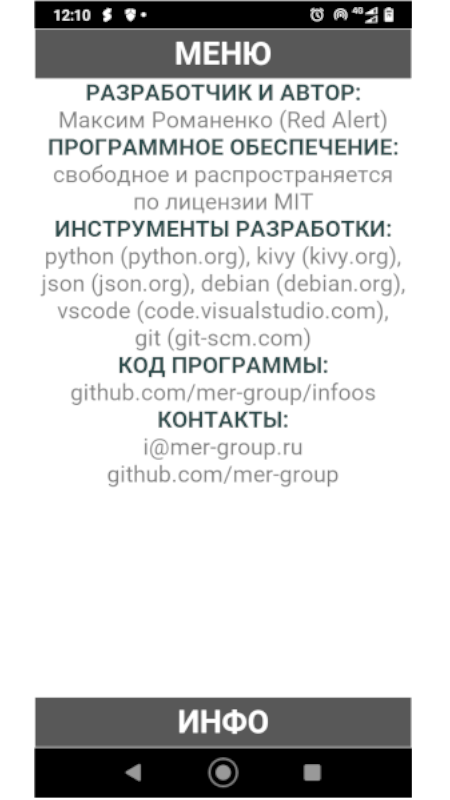 12:10
4G
МЕНЮ
РАЗРАБОТЧИК И АВТОР:
Максим Романенко (Red Alert)
ПРОГРАММНОЕ ОБЕСПЕЧЕНИЕ:
свободное и распространяется
по лицензии MIT
ИНСТРУМЕНТЫ РАЗРАБОТКИ:
python (python.org), kivy (kivy.org),
json (json.org), debian (debian.org),
vscode (code.visualstudio.com),
git (git-scm.com)
КОД ПРОГРАММЫ:
github.com/mer-group/infoos
КОНТАКТЫ:
i@mer-group.ru
github.com/mer-group
ИНФО